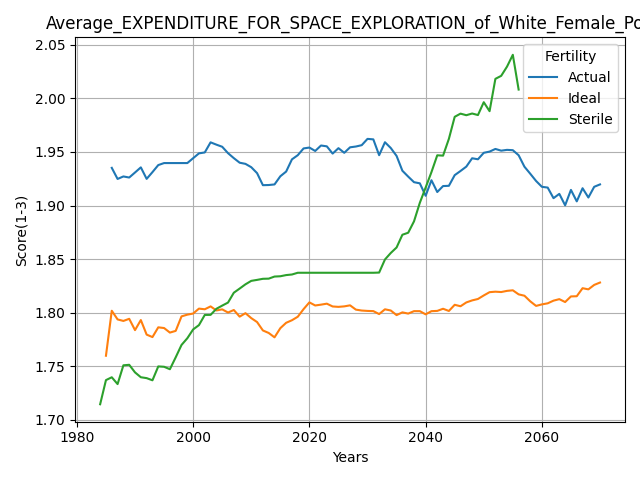 Average_EXPENDITURE_FOR_SPACE_EXPLORATION_of_White_Female_Po
2.05
2.00
1.95
1.90
1.85
1.80
1.75
1.70
Score(1-3)
Fertility
Actual
Ideal
Sterile
1980 2000 2020 2040 2060
Years